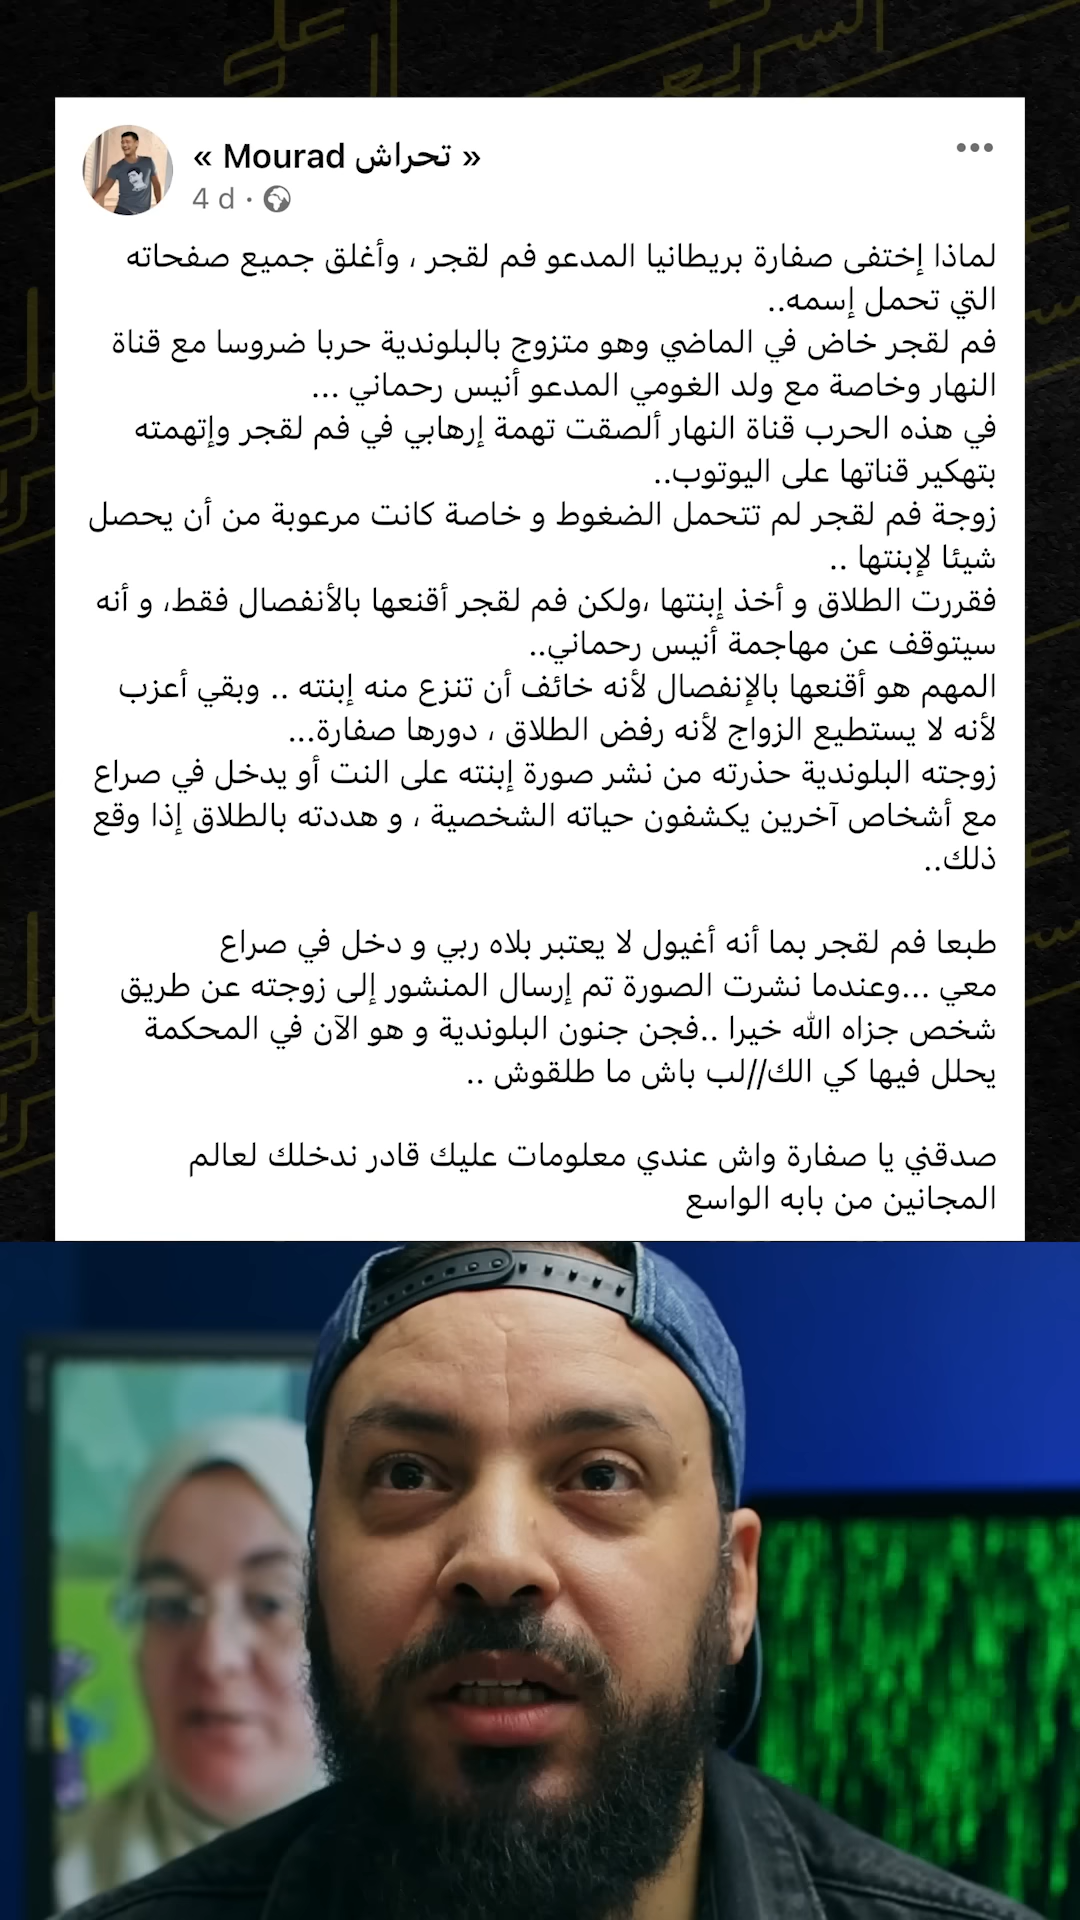 « Mourad تحراش »
4 d ·
لماذا إختفى صفارة بريطانيا المدعو فم لقجر ، وأغلق جميع صفحاته
التي تحمل إسمه..
فم لقجر خاض في الماضي وهو متزوج بالبلوندية حربا ضروسا مع قناة
النهار وخاصة مع ولد الغومي المدعو أنيس رحماني ...
في هذه الحرب قناة النهار ألصقت تهمة إرهابي في فم لقجر وإتهمته
بتهكير قناتها على اليوتوب..
زوجة فم لقجر لم تتحمل الضغوط و خاصة كانت مرعوبة من أن يحصل
شيئا لإبنتها ..
فقررت الطلاق و أخذ إبنتها ،ولكن فم لقجر أقنعها بالأنفصال فقط، و أنه
سيتوقف عن مهاجمة أنيس رحماني..
المهم هو أقنعها بالإنفصال لأنه خائف أن تنزع منه إبنته .. وبقي أعزب
لأنه لا يستطيع الزواج لأنه رفض الطلاق ، دورها صفارة...
زوجته البلوندية حذرته من نشر صورة إبنته على النت أو يدخل في صراع
مع أشخاص آخرين يكشفون حياته الشخصية ، و هددته بالطلاق إذا وقع
ذلك..
طبعا فم لقجر بما أنه أغيول لا يعتبر بلاه ربي و دخل في صراع
معي ...وعندما نشرت الصورة تم إرسال المنشور إلى زوجته عن طريق
شخص جزاه الله خيرا ..فجن جنون البلوندية و هو الآن في المحكمة
يحلل فيها كي الك//لب باش ما طلقوش ..
صدقني يا صفارة واش عندي معلومات عليك قادر ندخلك لعالم
المجانين من بابه الواسع